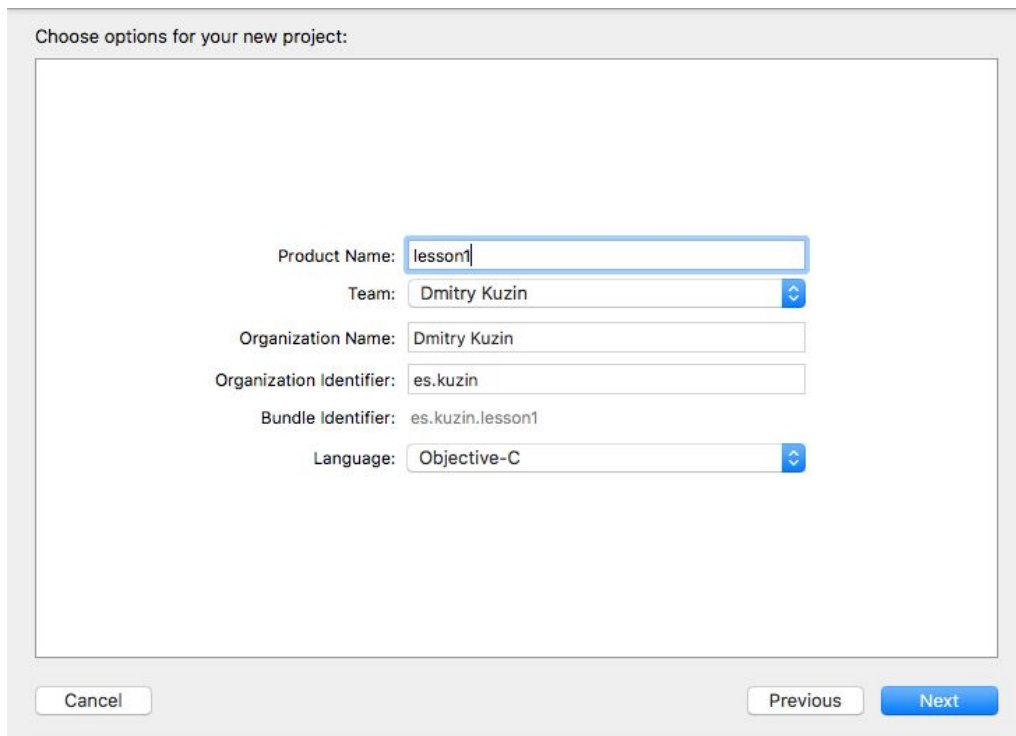 Choose options for your new project:
Product Name: lesson1
Team: Dmitry Kuzin
Organization Name: Dmitry Kuzin
Organization Identifier: es.kuzin
Bundle Identifier: es.kuzin.lesson1
Language: Objective-C
Cancel Previous Next